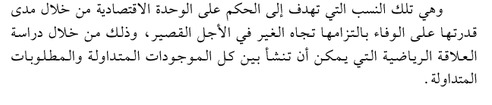 وهي تلك النسب التي تهدف إلى الحكم على الوحدة الاقتصادية من خلال مدى
قدرتها على الوفاء بالتزامها تجاه الغير في الأجل القصير، وذلك من خلال دراسة
العلاقة الرياضية التي يمكن أن تنشأ بين كل الموجودات المتداولة والمطلوبات
المتداولة.